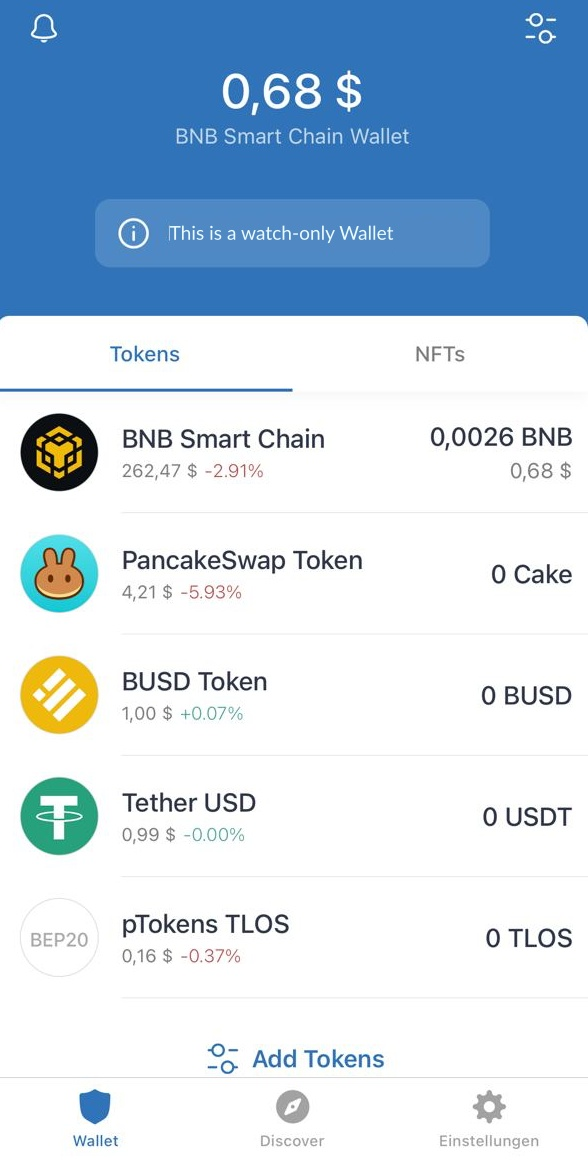 0,68 $
BNB Smart Chain Wallet
This is a watch-only Wallet
Tokens
NFTs
BNB Smart Chain
0,0026 BNB
262,47 $ -2.91%
0,68 $
PancakeSwap Token
0 Cake
4,21 $ -5.93%
BUSD Token
0 BUSD
1,00 $ +0.07%
Tether USD
0 USDT
0,99 $ -0.00%
BEP20
pTokens TLOS
0 TLOS
0,16 $ -0.37%
Add Tokens
Wallet
Discover
Einstellungen